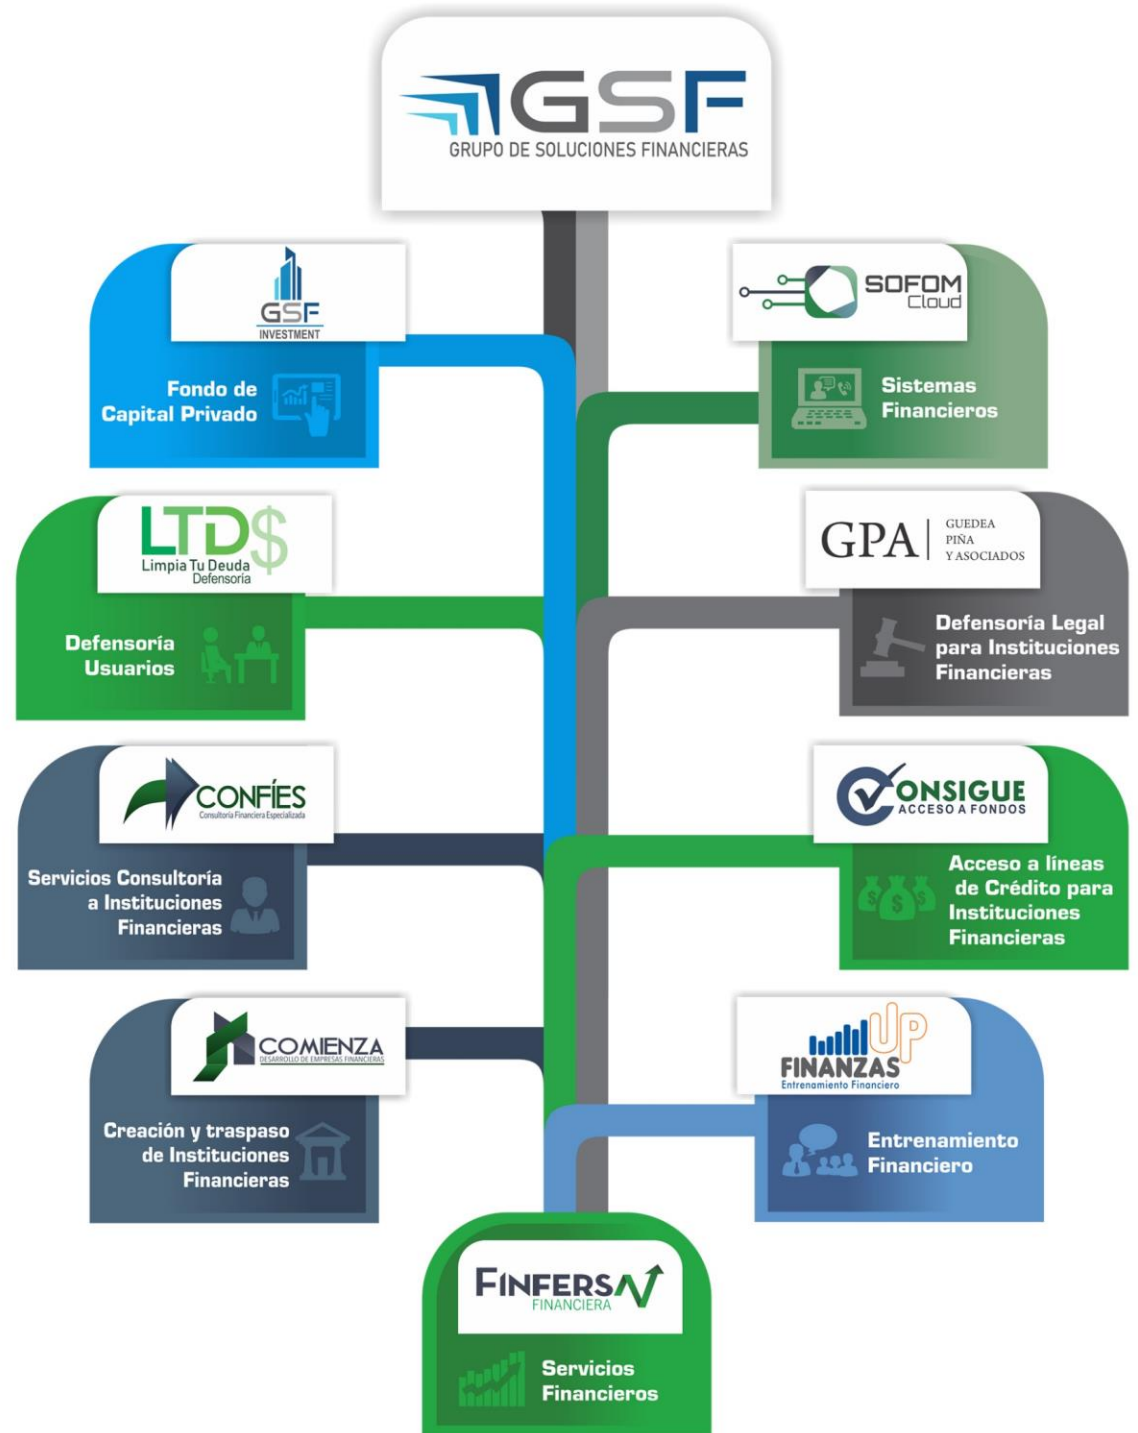 GSF
GRUPO DE SOLUCIONES FINANCIERAS
GSF
INVESTMENT
Fondo de
Capital Privado
SOFOM
Cloud
Sistemas
Financieros
LTD$
Limpia Tu Deuda
Defensoría
Defensoría
Usuarios
GPA
GUEDEA
PIÑA
Y ASOCIADOS
Defensoría Legal
para Instituciones
Financieras
CONFÍES
Consultoría Financiera Especializada
Servicios Consultoría
a Instituciones
Financieras
CONSIGUE
ACCESO A FONDOS
Acceso a líneas
de Crédito para
Instituciones
Financieras
COMIENZA
DESARROLLO DE EMPRESAS FINANCIERAS
Creación y traspaso
de Instituciones
Financieras
UP
FINANZAS
Entrenamiento Financiero
Entrenamiento
Financiero
FINFERSA
FINANCIERA
Servicios
Financieros